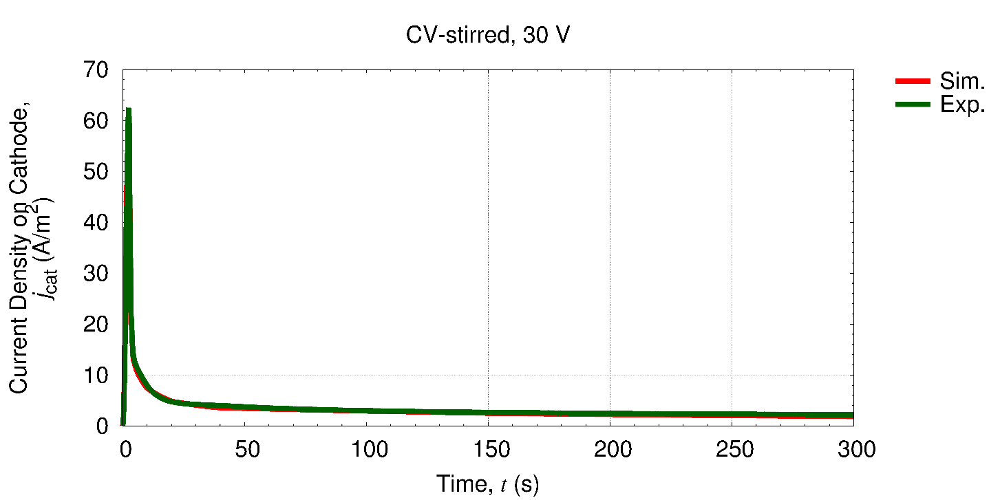 CV-stirred, 30 V
Current Density on Cathode,
jcat (A/m2)
70
60
50
40
30
20
10
0
0 50 100 150 200 250 300
Time, t (s)
Sim.
Exp.